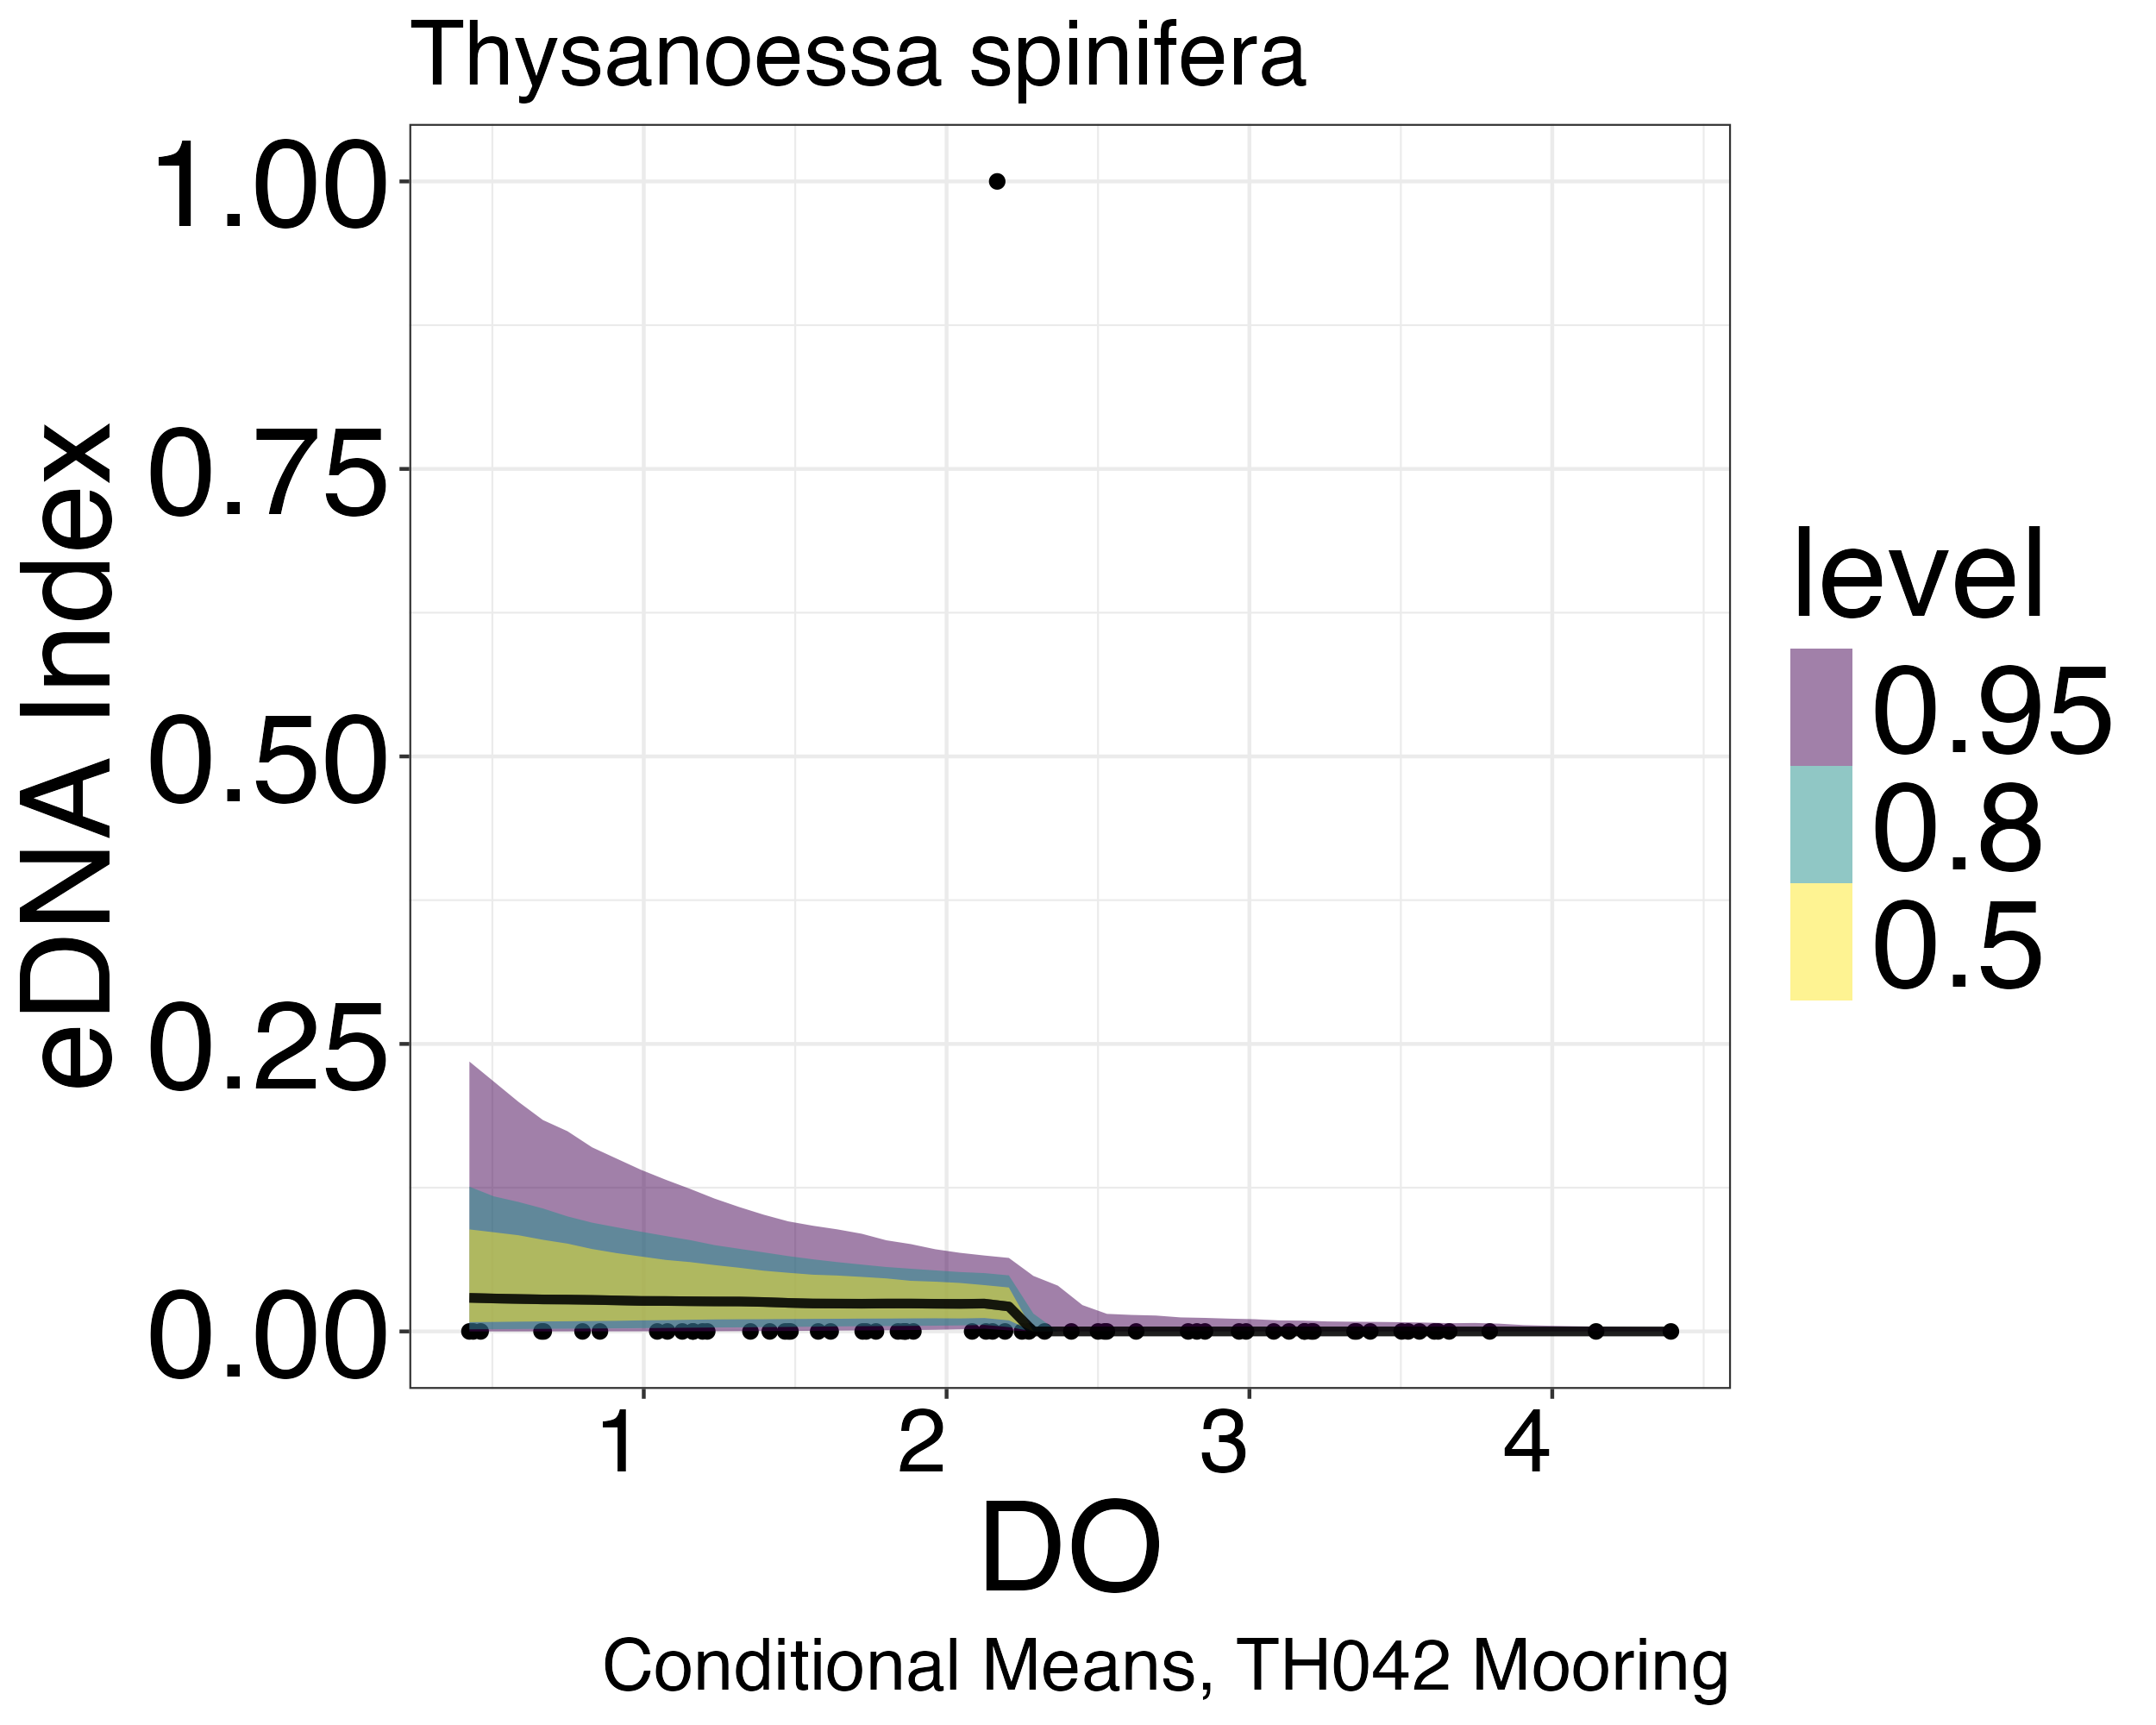 Thysanoessa spinifera
1.00
0.75
0.50
0.25
0.00
eDNA Index
1 2 3 4
DO
Conditional Means, TH042 Mooring
level
0.95
0.8
0.5